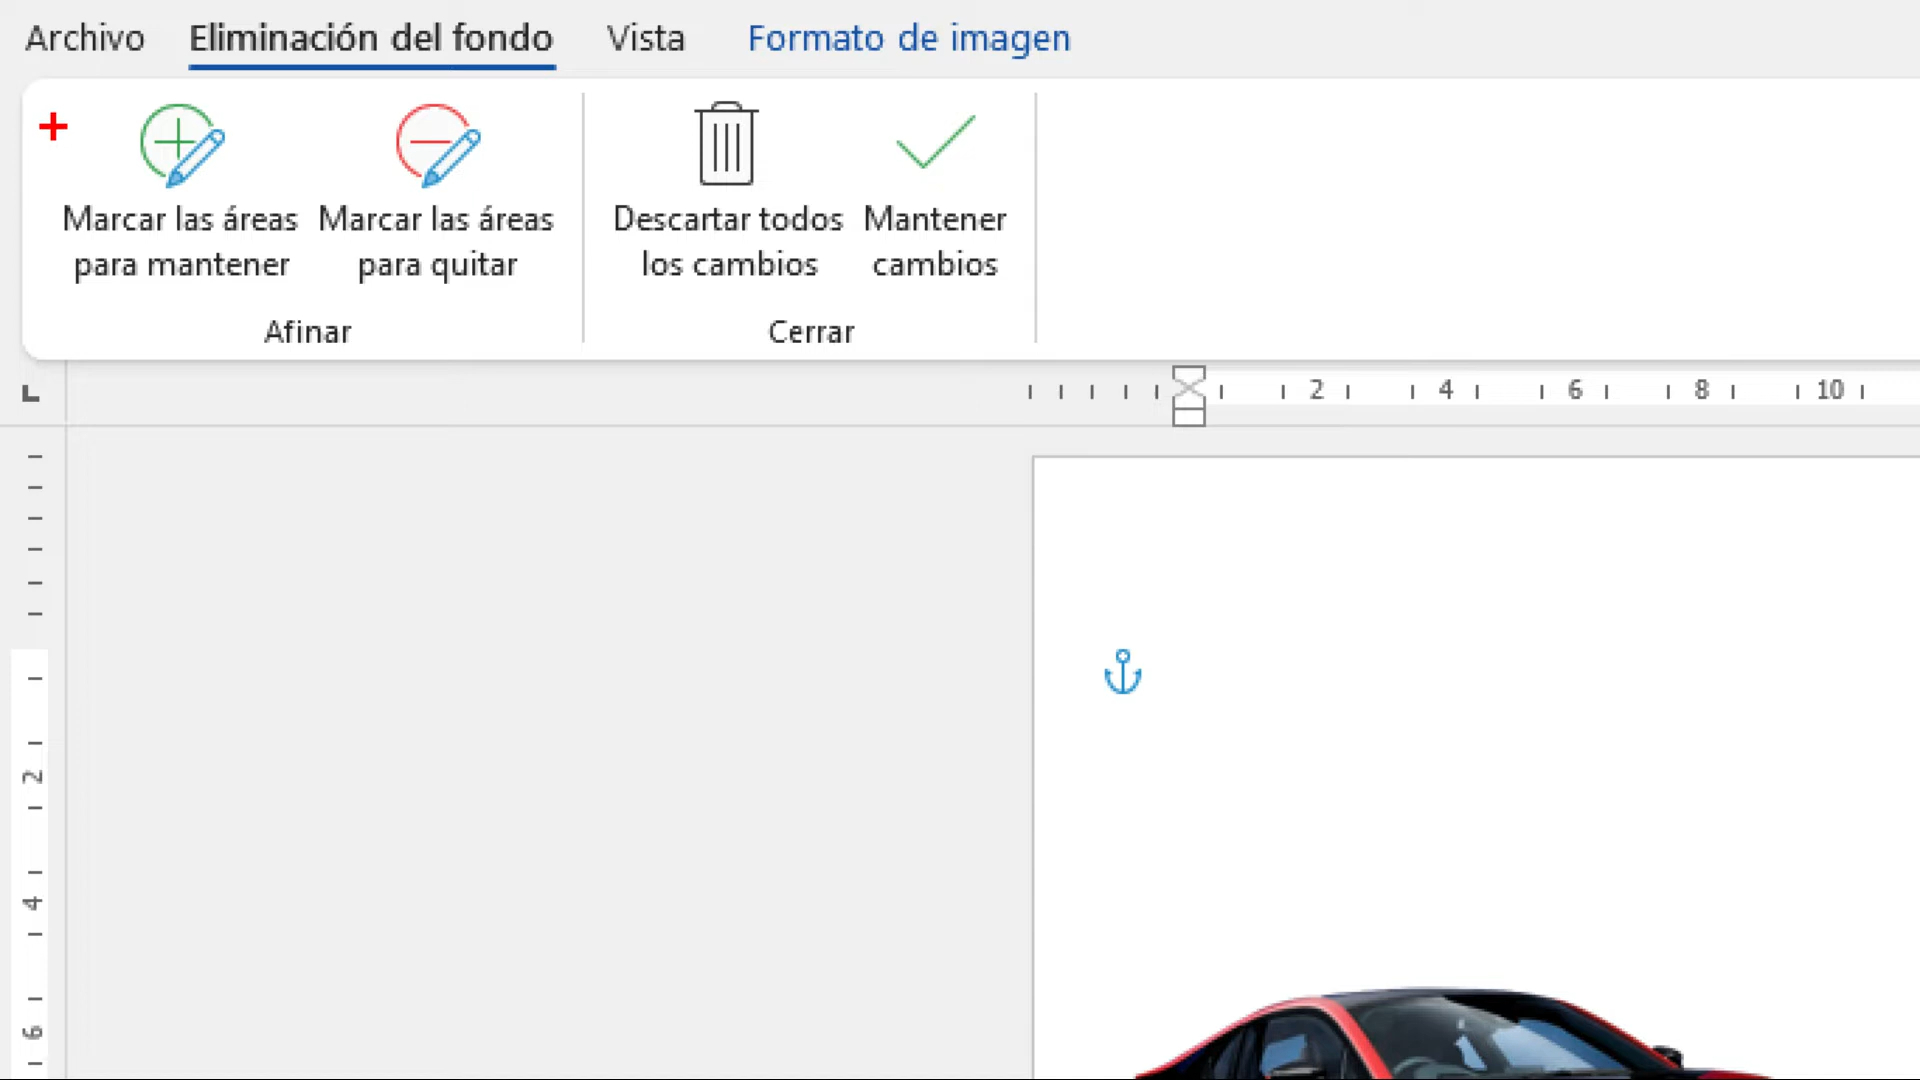 Archivo Eliminación del fondo Vista Formato de imagen
Marcar las áreas para mantener
Marcar las áreas para quitar
Descartar todos los cambios
Mantener cambios
Afinar Cerrar
2 4 6 8 10
2
4
6